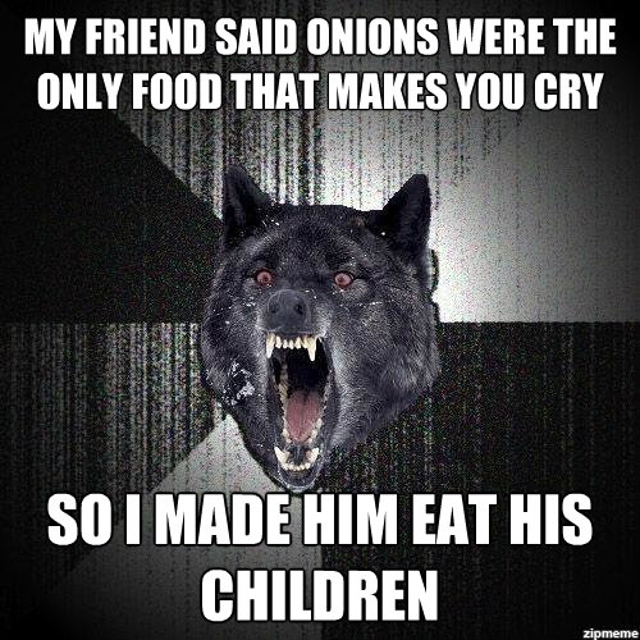 MY FRIEND SAID ONIONS WERE THE
ONLY FOOD THAT MAKES YOU CRY
SO I MADE HIM EAT HIS
CHILDREN
zipmeme